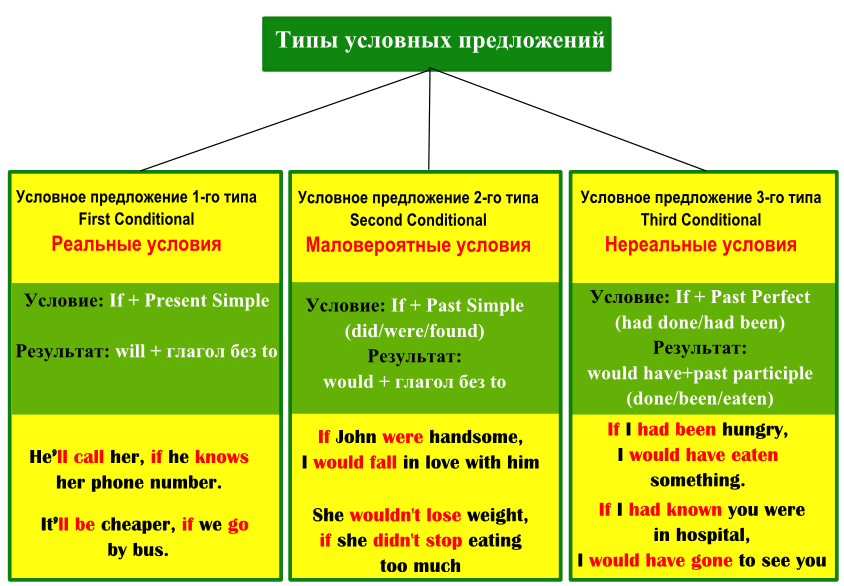 Типы условных предложений
Условное предложение 1-го типа
First Conditional
Реальные условия
Условие: If + Present Simple
Результат: will + глагол без to
He'll call her, if he knows
her phone number.
It'll be cheaper, if we go
by bus.
Условное предложение 2-го типа
Second Conditional
Маловероятные условия
Условие: If + Past Simple
(did/were/found)
Результат:
would + глагол без to
If John were handsome,
I would fall in love with him
She wouldn't lose weight,
if she didn't stop eating
too much
Условное предложение 3-го типа
Third Conditional
Нереальные условия
Условие: If + Past Perfect
(had done/had been)
Результат:
would have+past participle
(done/been/eaten)
If I had been hungry,
I would have eaten
something.
If I had known you were
in hospital,
I would have gone to see you